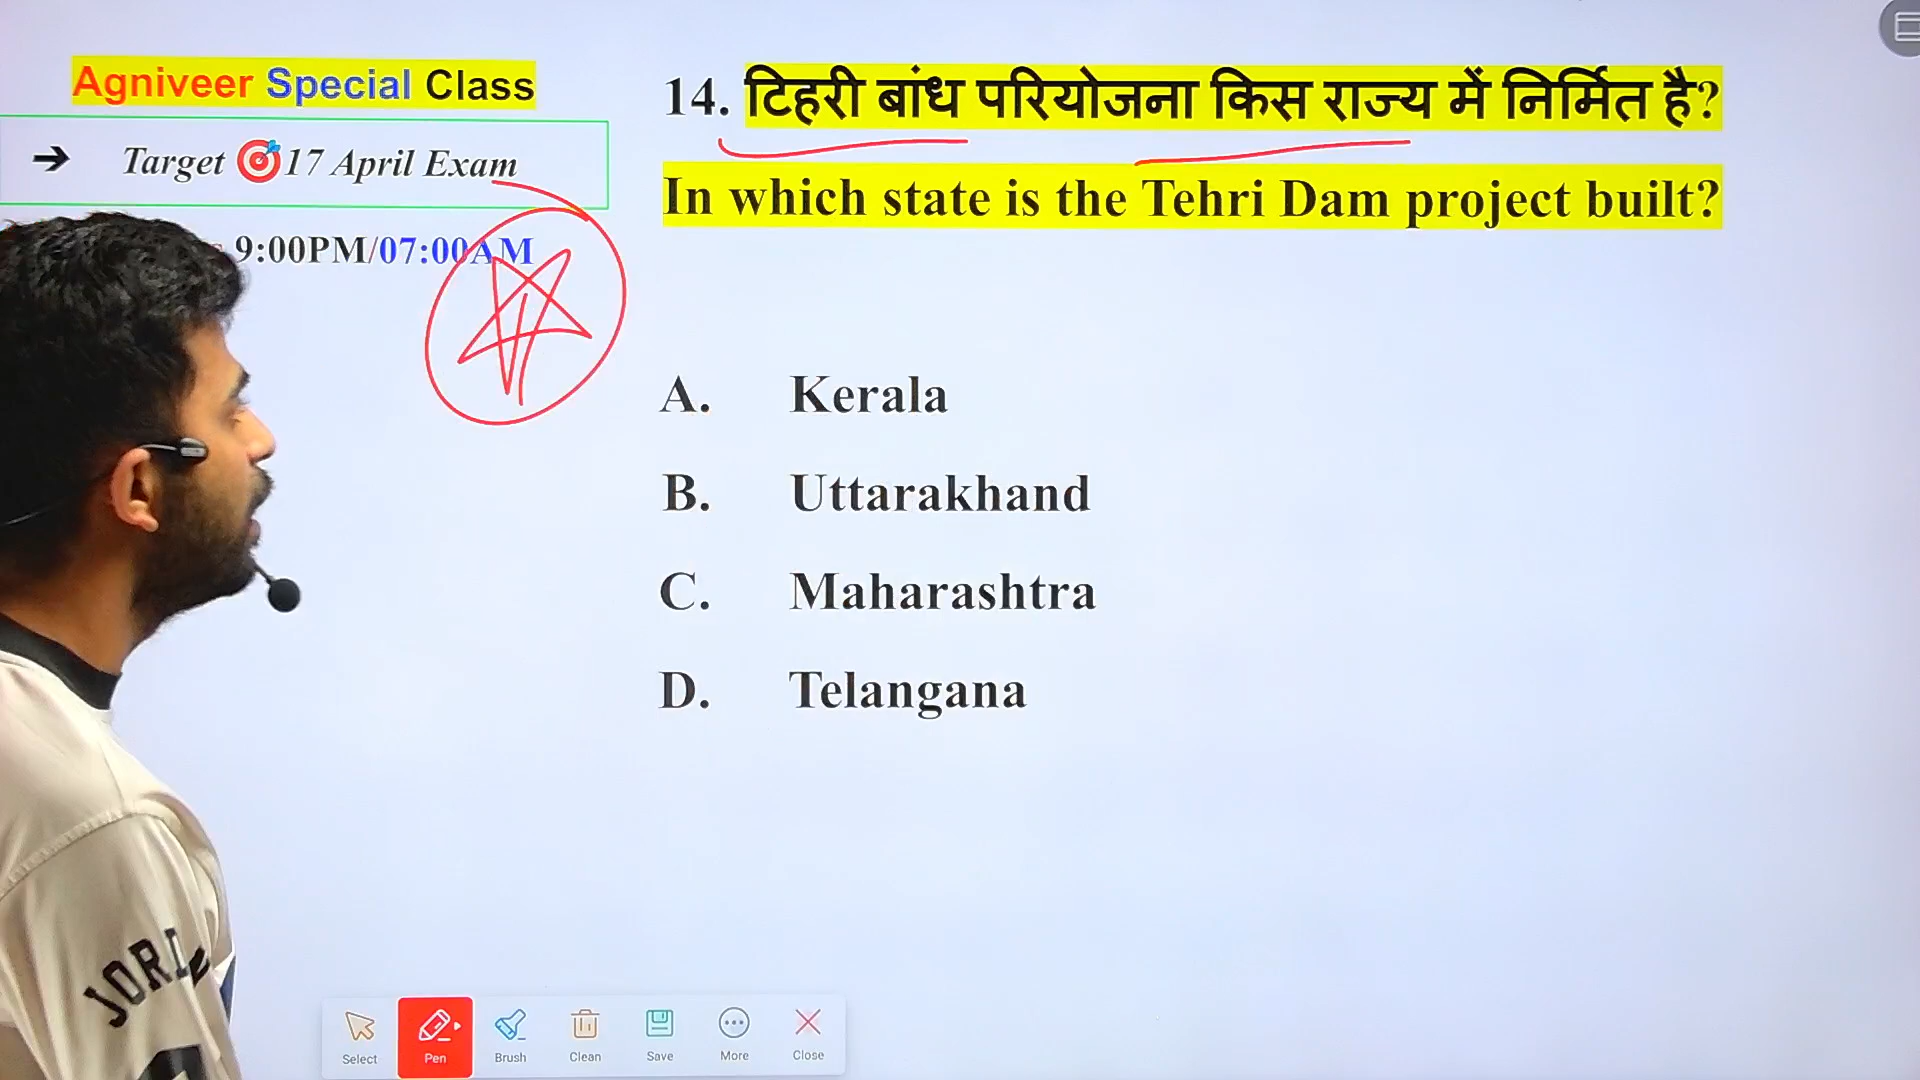 Agniveer Special Class
➔ Target 🎯17 April Exam
9:00PM/07:00AM
14. टिहरी बांध परियोजना किस राज्य में निर्मित है?
In which state is the Tehri Dam project built?
A. Kerala
B. Uttarakhand
C. Maharashtra
D. Telangana
Select
Pen
Brush
Clean
Save
More
Close